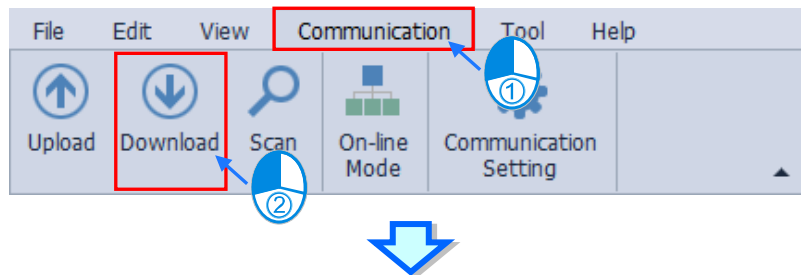 File Edit View Communication Tool Help
①
Upload Download Scan On-line Mode Communication Setting
②